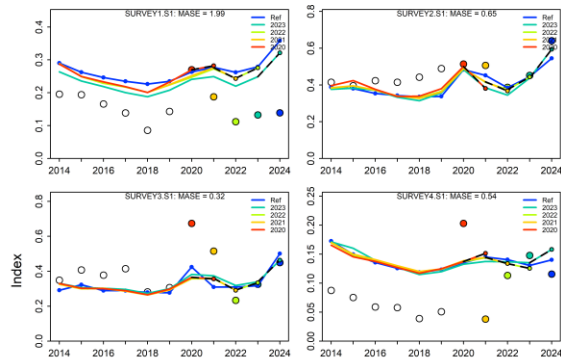 SURVEY1.S1: MASE = 1.99
Ref
2023
2022
2021
2020
0.0 0.1 0.2 0.3 0.4
2014 2016 2018 2020 2022 2024
SURVEY2.S1: MASE = 0.65
Ref
2023
2022
2021
2020
0.0 0.2 0.4 0.6 0.8
2014 2016 2018 2020 2022 2024
SURVEY3.S1: MASE = 0.32
Ref
2023
2022
2021
2020
0.0 0.2 0.4 0.6 0.8
2014 2016 2018 2020 2022 2024
SURVEY4.S1: MASE = 0.54
Ref
2023
2022
2021
2020
0.00 0.05 0.10 0.15 0.20 0.25
2014 2016 2018 2020 2022 2024
Index